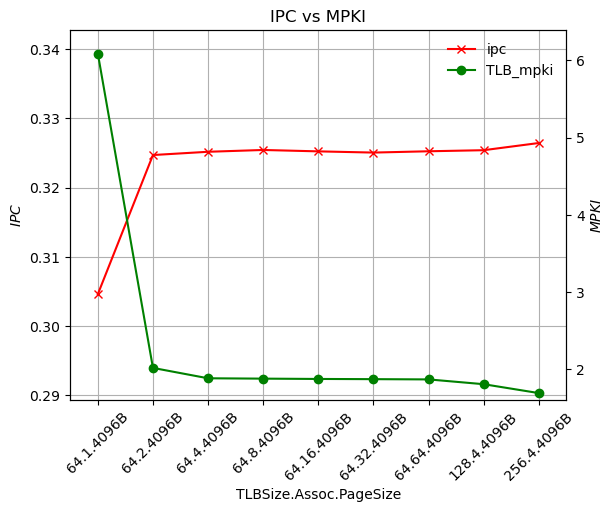 IPC vs MPKI
ipc
TLB_mpki
0.34
0.33
0.32
0.31
0.30
0.29
IPC
6
5
4
3
2
MPKI
64.1.4096B
64.2.4096B
64.4.4096B
64.8.4096B
64.16.4096B
64.32.4096B
64.64.4096B
128.4.4096B
256.4.4096B
TLBSize.Assoc.PageSize